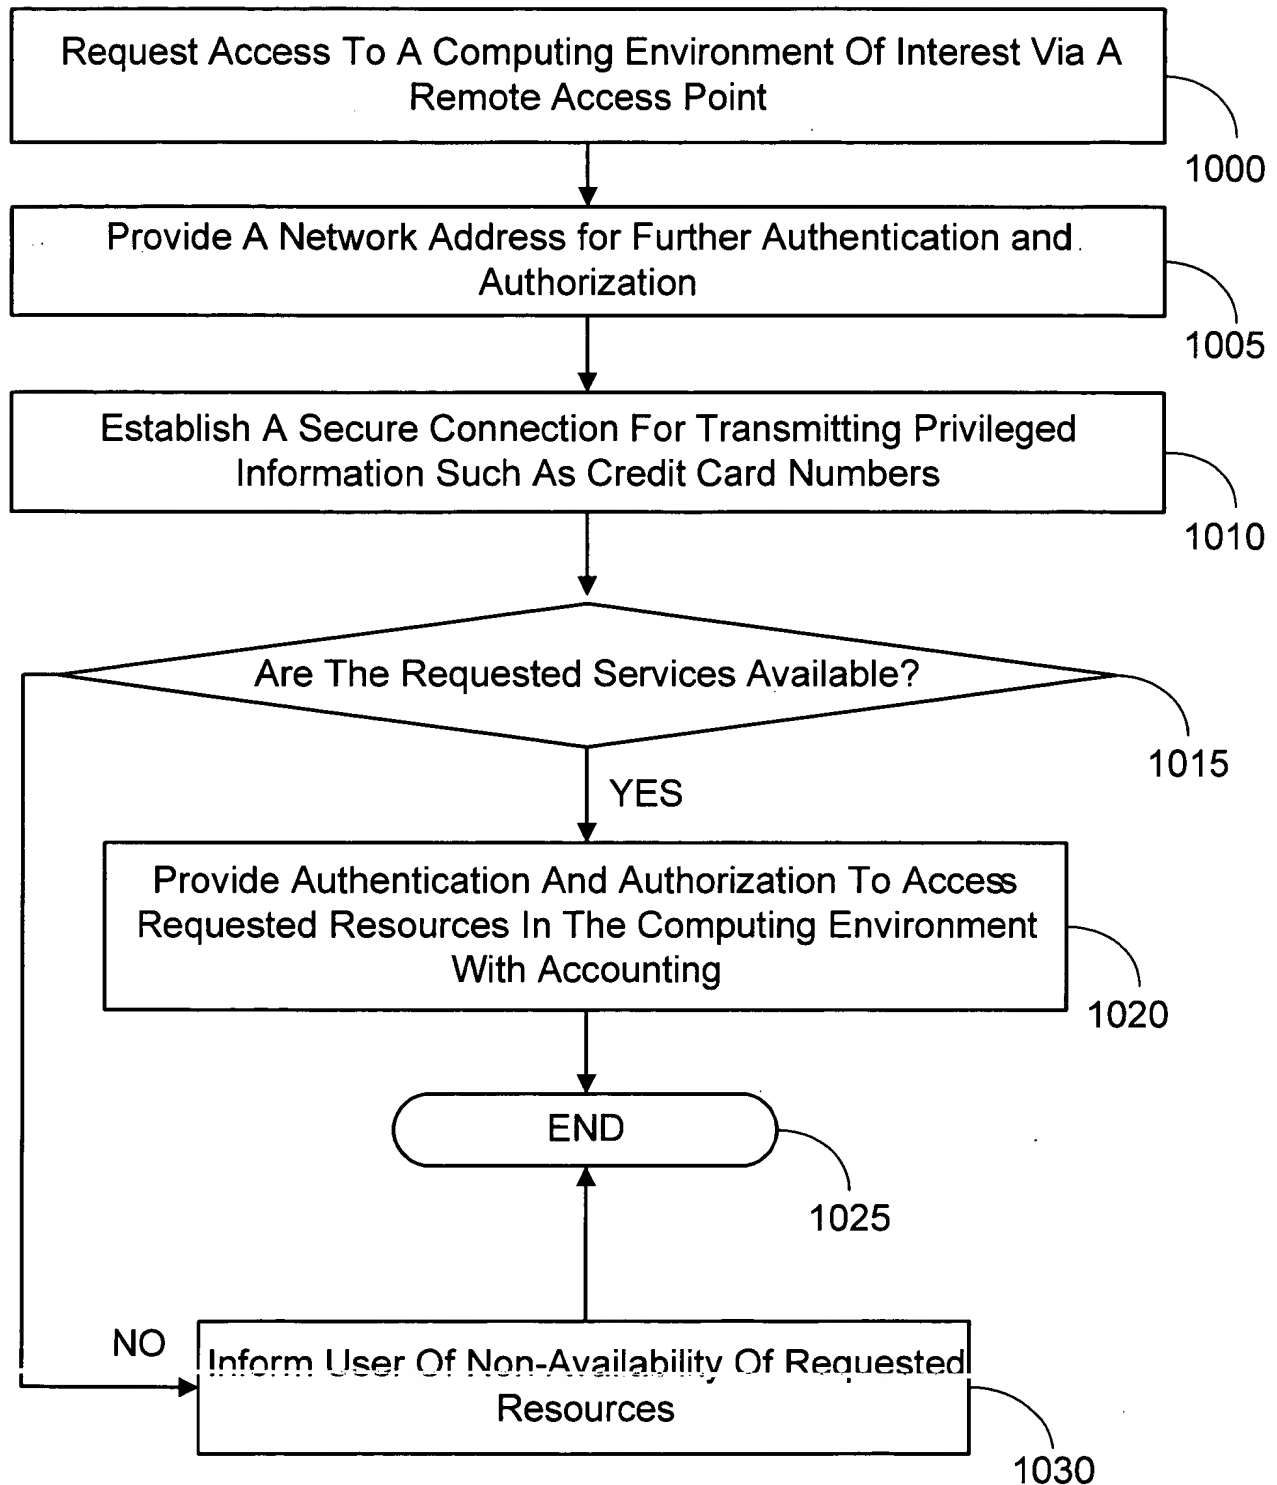 Request Access To A Computing Environment Of Interest Via A
Remote Access Point
1000
Provide A Network Address for Further Authentication and
Authorization
1005
Establish A Secure Connection For Transmitting Privileged
Information Such As Credit Card Numbers
1010
Are The Requested Services Available?
1015
YES
Provide Authentication And Authorization To Access
Requested Resources In The Computing Environment
With Accounting
1020
END
1025
NO
Inform User Of Non-Availability Of Requested
Resources
1030